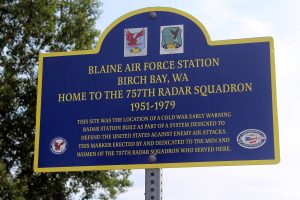 BLAINE AIR FORCE STATION
BIRCH BAY, WA
HOME TO THE 757TH RADAR SQUADRON
1951-1979
THIS SITE WAS THE LOCATION OF A COLD WAR EARLY WARNING
RADAR STATION BUILT AS PART OF A SYSTEM DESIGNED TO
DEFEND THE UNITED STATES AGAINST ENEMY AIR ATTACKS.
THIS MARKER ERECTED BY AND DEDICATED TO THE MEN AND
WOMEN OF THE 757TH RADAR SQUADRON WHO SERVED HERE.